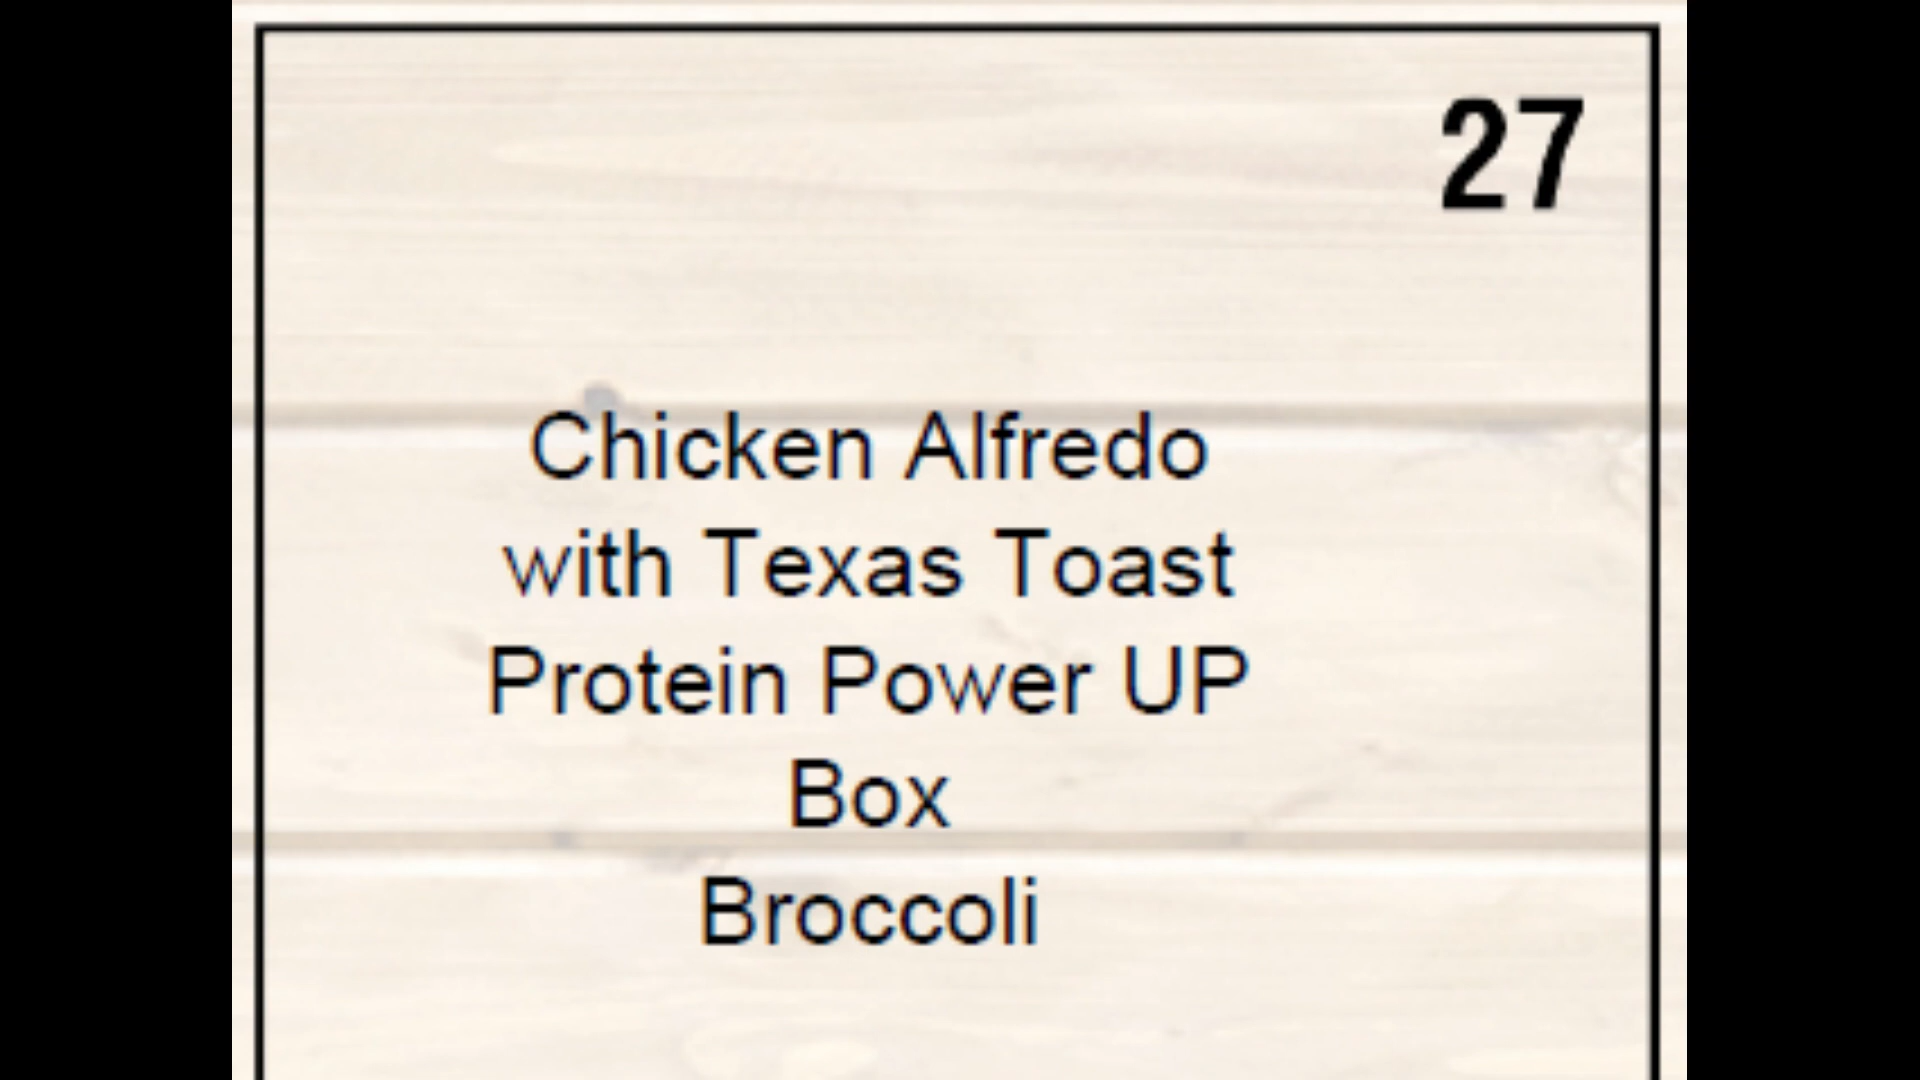 27
Chicken Alfredo
with Texas Toast
Protein Power UP
Box
Broccoli